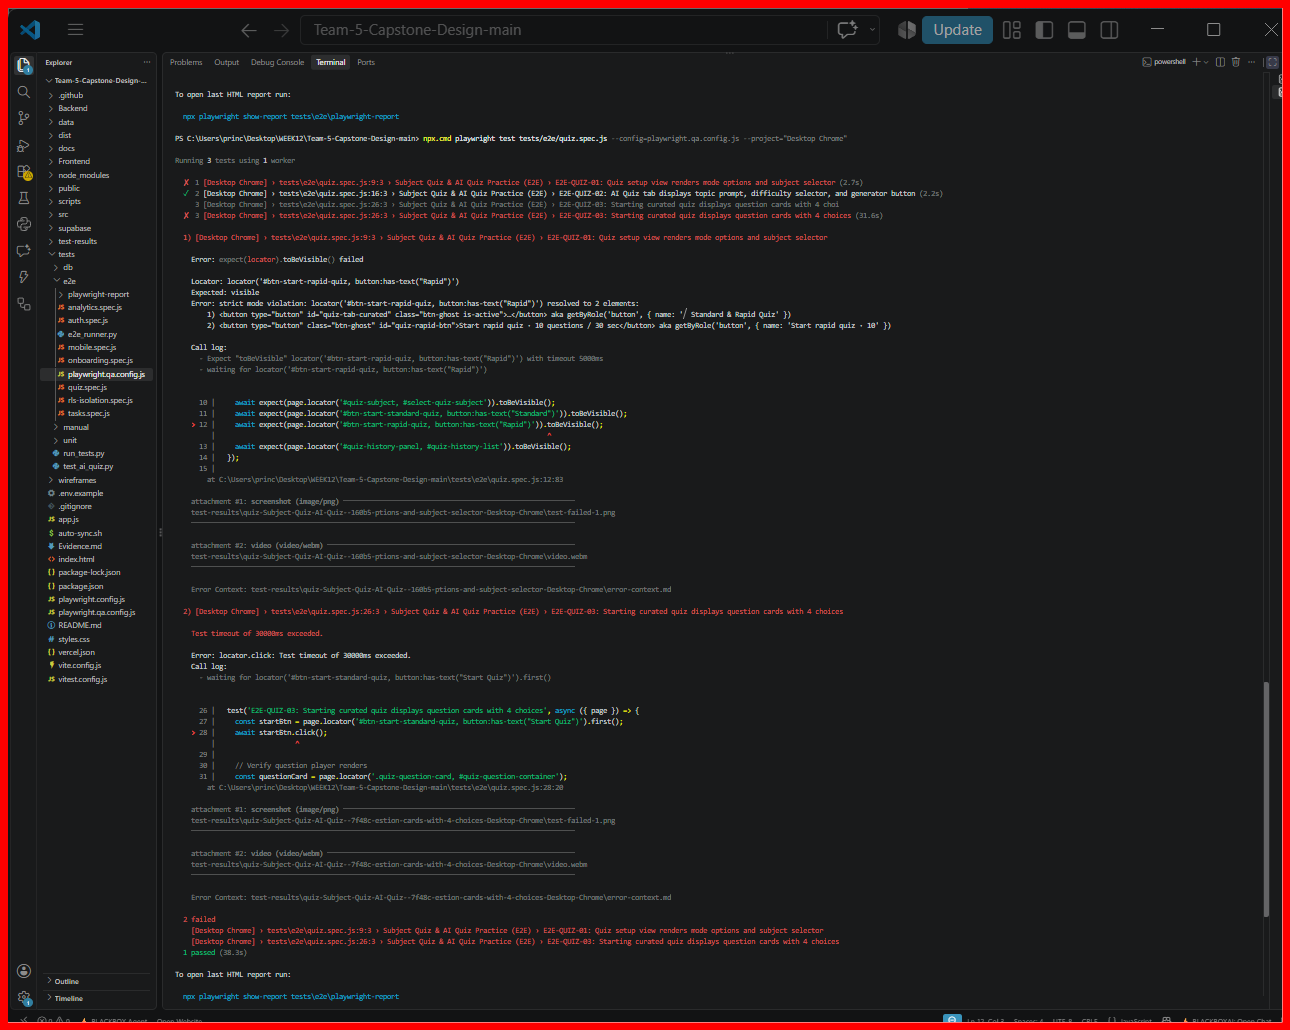 Team-5-Capstone-Design-main
Update
Explorer
Problems Output Debug Console Terminal Ports
powershell
Team-5-Capstone-Design-...
.github
Backend
data
dist
docs
Frontend
node_modules
public
scripts
src
supabase
test-results
tests
db
e2e
playwright-report
analytics.spec.js
auth.spec.js
e2e_runner.py
mobile.spec.js
onboarding.spec.js
playwright.qa.config.js
quiz.spec.js
rls-isolation.spec.js
tasks.spec.js
manual
unit
run_tests.py
test_ai_quiz.py
wireframes
.env.example
.gitignore
app.js
auto-sync.sh
Evidence.md
index.html
package-lock.json
package.json
playwright.config.js
playwright.qa.config.js
README.md
styles.css
vercel.json
vite.config.js
vitest.config.js
Outline
Timeline
To open last HTML report run:
npx playwright show-report tests\e2e\playwright-report
PS C:\Users\princ\Desktop\WEEK12\Team-5-Capstone-Design-main> npx.cmd playwright test tests/e2e/quiz.spec.js --config=playwright.qa.config.js --project="Desktop Chrome"
Running 3 tests using 1 worker
✗ 1 [Desktop Chrome] › tests\e2e\quiz.spec.js:9:3 › Subject Quiz & AI Quiz Practice (E2E) › E2E-QUIZ-01: Quiz setup view renders mode options and subject selector (2.7s)
✓ 2 [Desktop Chrome] › tests\e2e\quiz.spec.js:16:3 › Subject Quiz & AI Quiz Practice (E2E) › E2E-QUIZ-02: AI Quiz tab displays topic prompt, difficulty selector, and generator button (2.2s)
3 [Desktop Chrome] › tests\e2e\quiz.spec.js:26:3 › Subject Quiz & AI Quiz Practice (E2E) › E2E-QUIZ-03: Starting curated quiz displays question cards with 4 choi
✗ 3 [Desktop Chrome] › tests\e2e\quiz.spec.js:26:3 › Subject Quiz & AI Quiz Practice (E2E) › E2E-QUIZ-03: Starting curated quiz displays question cards with 4 choices (31.6s)
1) [Desktop Chrome] › tests\e2e\quiz.spec.js:9:3 › Subject Quiz & AI Quiz Practice (E2E) › E2E-QUIZ-01: Quiz setup view renders mode options and subject selector
Error: expect(locator).toBeVisible() failed
Locator: locator('#btn-start-rapid-quiz, button:has-text("Rapid")')
Expected: visible
Error: strict mode violation: locator('#btn-start-rapid-quiz, button:has-text("Rapid")') resolved to 2 elements:
1) <button type="button" id="quiz-tab-curated" class="btn-ghost is-active">…</button> aka getByRole('button', { name: '╱ Standard & Rapid Quiz' })
2) <button type="button" class="btn-ghost" id="quiz-rapid-btn">Start rapid quiz · 10 questions / 30 sec</button> aka getByRole('button', { name: 'Start rapid quiz · 10' })
Call log:
- Expect "toBeVisible" locator('#btn-start-rapid-quiz, button:has-text("Rapid")') with timeout 5000ms
- waiting for locator('#btn-start-rapid-quiz, button:has-text("Rapid")')
10 | await expect(page.locator('#quiz-subject, #select-quiz-subject')).toBeVisible();
11 | await expect(page.locator('#btn-start-standard-quiz, button:has-text("Standard")')).toBeVisible();
> 12 | await expect(page.locator('#btn-start-rapid-quiz, button:has-text("Rapid")')).toBeVisible();
| ^
13 | await expect(page.locator('#quiz-history-panel, #quiz-history-list')).toBeVisible();
14 | });
15 |
at C:\Users\princ\Desktop\WEEK12\Team-5-Capstone-Design-main\tests\e2e\quiz.spec.js:12:83
attachment #1: screenshot (image/png)
test-results\quiz-Subject-Quiz-AI-Quiz--160b5-ptions-and-subject-selector-Desktop-Chrome\test-failed-1.png
attachment #2: video (video/webm)
test-results\quiz-Subject-Quiz-AI-Quiz--160b5-ptions-and-subject-selector-Desktop-Chrome\video.webm
Error Context: test-results\quiz-Subject-Quiz-AI-Quiz--160b5-ptions-and-subject-selector-Desktop-Chrome\error-context.md
2) [Desktop Chrome] › tests\e2e\quiz.spec.js:26:3 › Subject Quiz & AI Quiz Practice (E2E) › E2E-QUIZ-03: Starting curated quiz displays question cards with 4 choices
Test timeout of 30000ms exceeded.
Error: locator.click: Test timeout of 30000ms exceeded.
Call log:
- waiting for locator('#btn-start-standard-quiz, button:has-text("Start Quiz")').first()
26 | test('E2E-QUIZ-03: Starting curated quiz displays question cards with 4 choices', async ({ page }) => {
27 | const startBtn = page.locator('#btn-start-standard-quiz, button:has-text("Start Quiz")').first();
> 28 | await startBtn.click();
| ^
29 |
30 | // Verify question player renders
31 | const questionCard = page.locator('.quiz-question-card, #quiz-question-container');
at C:\Users\princ\Desktop\WEEK12\Team-5-Capstone-Design-main\tests\e2e\quiz.spec.js:28:20
attachment #1: screenshot (image/png)
test-results\quiz-Subject-Quiz-AI-Quiz--7f48c-estion-cards-with-4-choices-Desktop-Chrome\test-failed-1.png
attachment #2: video (video/webm)
test-results\quiz-Subject-Quiz-AI-Quiz--7f48c-estion-cards-with-4-choices-Desktop-Chrome\video.webm
Error Context: test-results\quiz-Subject-Quiz-AI-Quiz--7f48c-estion-cards-with-4-choices-Desktop-Chrome\error-context.md
2 failed
[Desktop Chrome] › tests\e2e\quiz.spec.js:9:3 › Subject Quiz & AI Quiz Practice (E2E) › E2E-QUIZ-01: Quiz setup view renders mode options and subject selector
[Desktop Chrome] › tests\e2e\quiz.spec.js:26:3 › Subject Quiz & AI Quiz Practice (E2E) › E2E-QUIZ-03: Starting curated quiz displays question cards with 4 choices
1 passed (38.3s)
To open last HTML report run:
npx playwright show-report tests\e2e\playwright-report